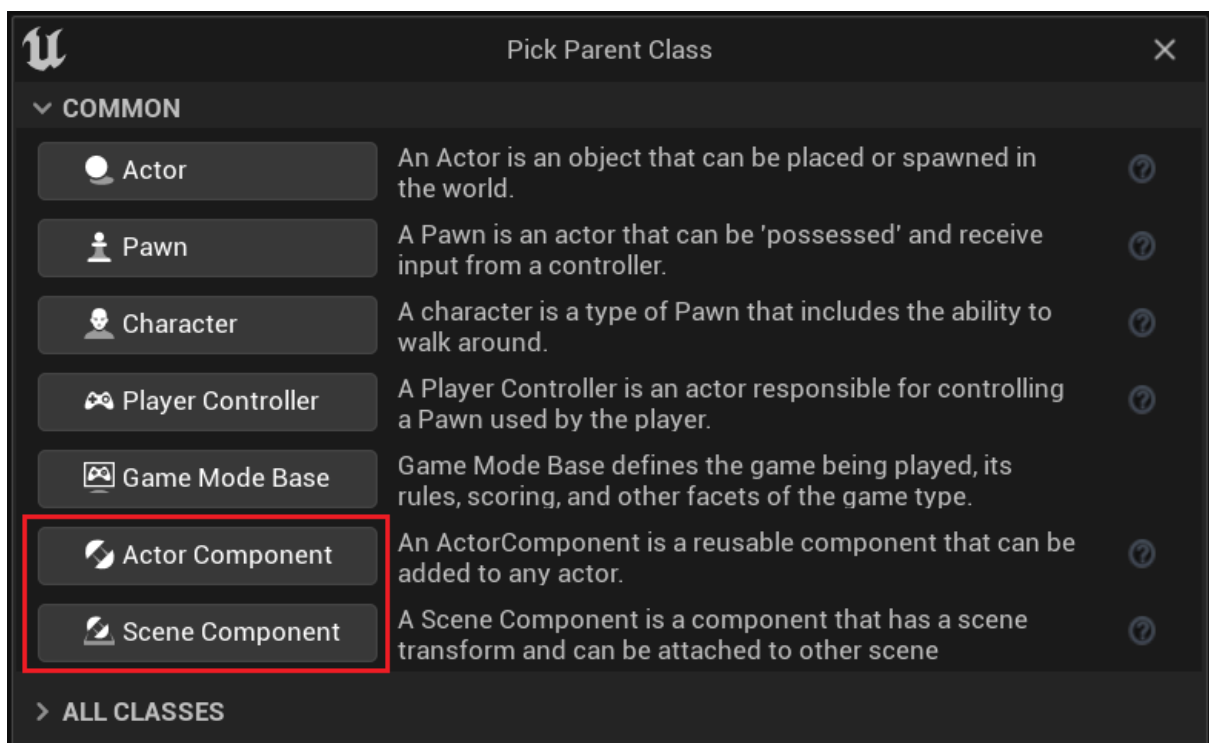 Pick Parent Class
COMMON
Actor
An Actor is an object that can be placed or spawned in
the world.
Pawn
A Pawn is an actor that can be 'possessed' and receive
input from a controller.
Character
A character is a type of Pawn that includes the ability to
walk around.
Player Controller
A Player Controller is an actor responsible for controlling
a Pawn used by the player.
Game Mode Base
Game Mode Base defines the game being played, its
rules, scoring, and other facets of the game type.
Actor Component
An ActorComponent is a reusable component that can be
added to any actor.
Scene Component
A Scene Component is a component that has a scene
transform and can be attached to other scene
ALL CLASSES